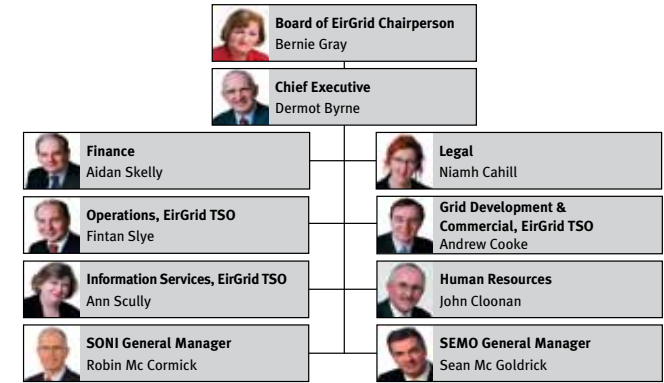 Board of EirGrid Chairperson
Bernie Gray
Chief Executive
Dermot Byrne
Finance
Aidan Skelly
Legal
Niamh Cahill
Operations, EirGrid TSO
Fintan Slye
Grid Development &
Commercial, EirGrid TSO
Andrew Cooke
Information Services, EirGrid TSO
Ann Scully
Human Resources
John Cloonan
SONI General Manager
Robin Mc Cormick
SEMO General Manager
Sean Mc Goldrick